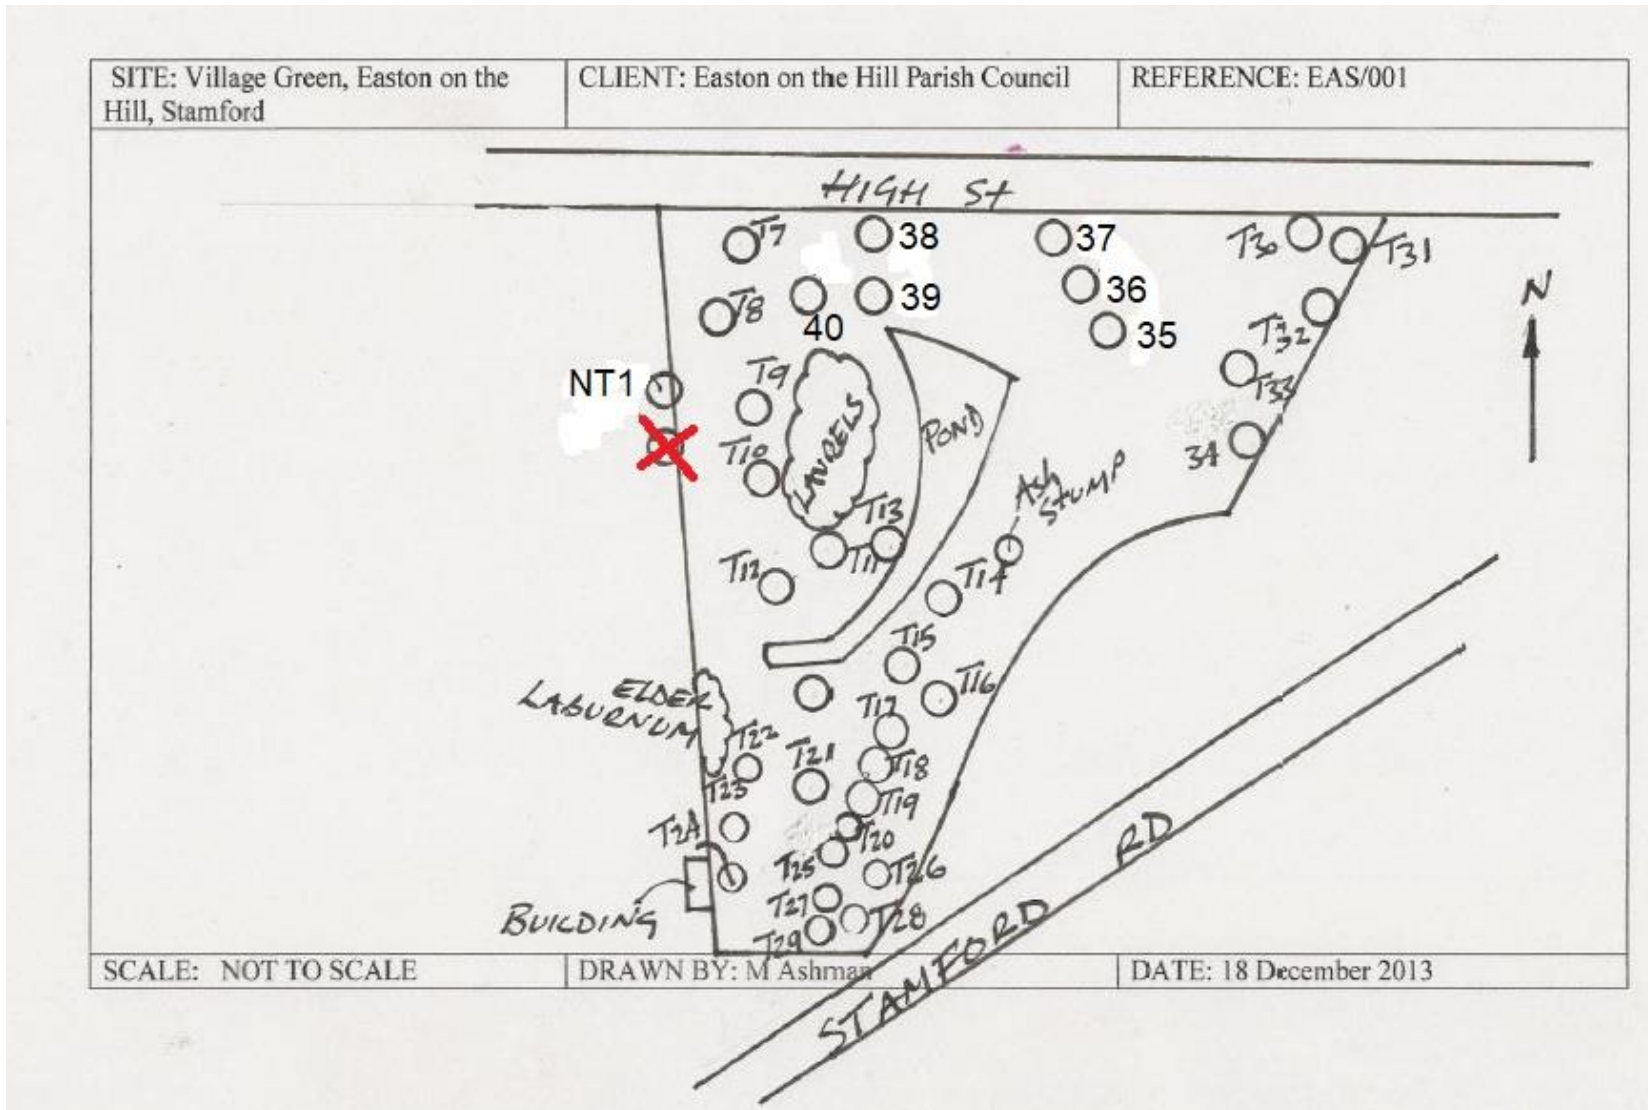 SITE: Village Green, Easton on the
Hill, Stamford
CLIENT: Easton on the Hill Parish Council
REFERENCE: EAS/001
HIGH St
T7
38
37
T30
T31
T8
40
39
36
35
T32
T33
34
N
NT1
T9
T10
LAURELS
POND
Ash
STUMP
T13
T11
T12
T14
T15
T16
ELDER
LABURNUM
T17
T22
T21
T18
T23
T19
T24
T20
T25
T26
BUILDING
T27
T28
T29
STAMFORD RD
SCALE: NOT TO SCALE
DRAWN BY: M Ashman
DATE: 18 December 2013